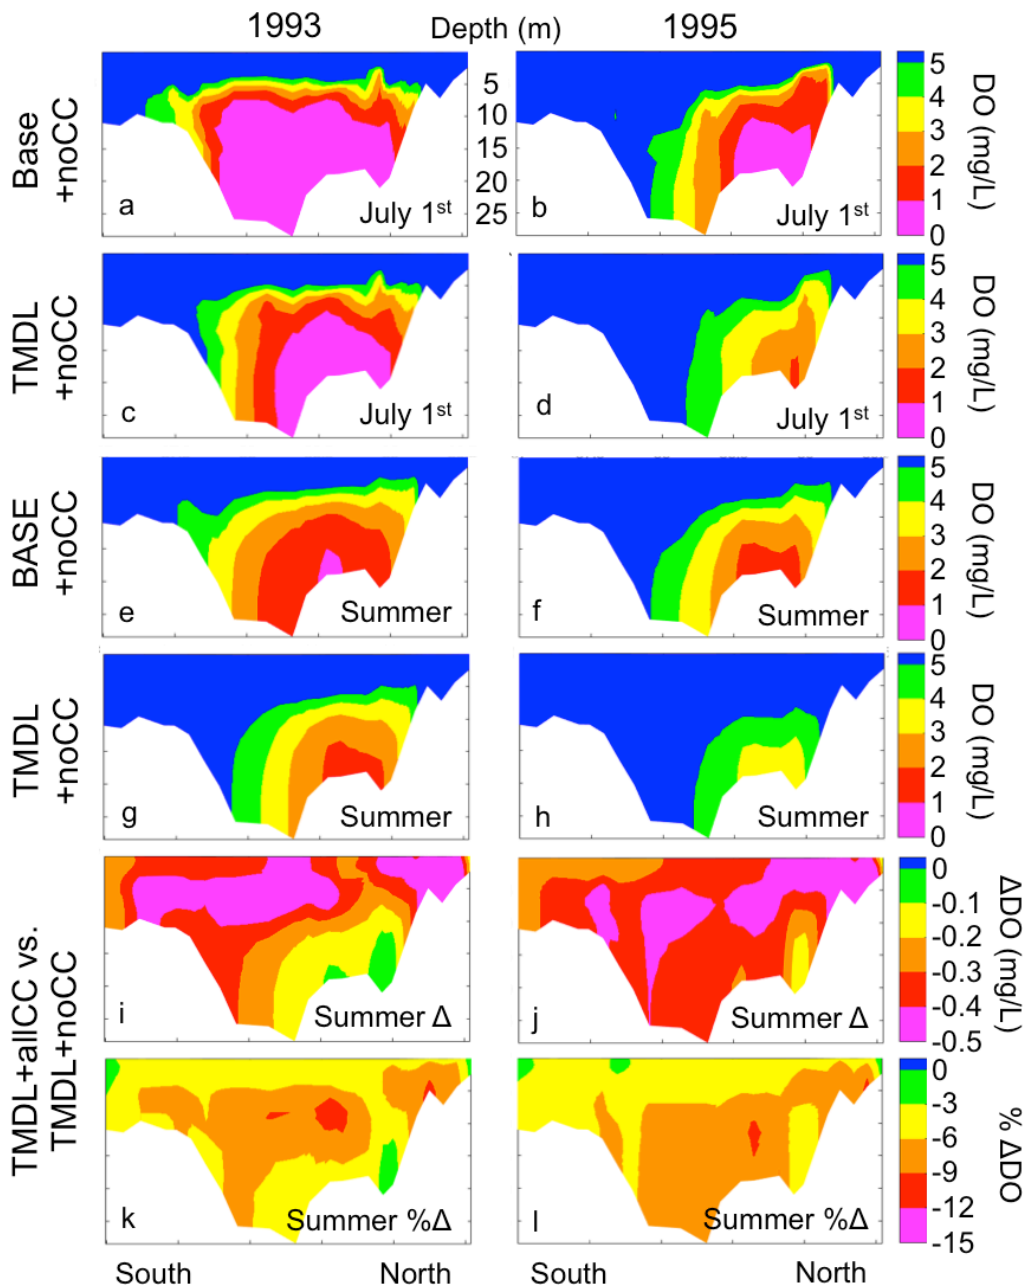 1993 Depth (m) 1995
Base
+noCC
a
July 1st
5
10
15
20
25
b
July 1st
5
4
3
2
1
0
DO (mg/L)
TMDL
+noCC
c
July 1st
d
July 1st
5
4
3
2
1
0
DO (mg/L)
BASE
+noCC
e
Summer
f
Summer
5
4
3
2
1
0
DO (mg/L)
TMDL
+noCC
g
Summer
h
Summer
5
4
3
2
1
0
DO (mg/L)
TMDL+allCC vs.
TMDL+noCC
i
Summer Δ
j
Summer Δ
0
-0.1
-0.2
-0.3
-0.4
-0.5
ΔDO (mg/L)
k
Summer %Δ
l
Summer %Δ
0
-3
-6
-9
-12
-15
% ΔDO
South North South North